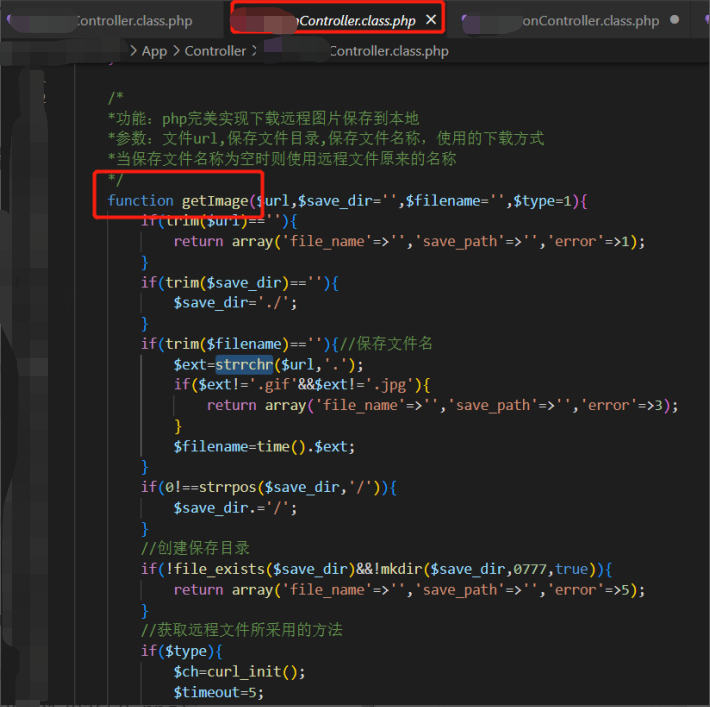 Controller.class.php
nController.class.php ×
onController.class.php
> App > Controller > Controller.class.php
/*
*功能：php完美实现下载远程图片保存到本地
*参数：文件url,保存文件目录,保存文件名称，使用的下载方式
*当保存文件名称为空时则使用远程文件原来的名称
*/
function getImage($url,$save_dir='',$filename='',$type=1){
if(trim($url)==''){
return array('file_name'=>'','save_path'=>'','error'=>1);
}
if(trim($save_dir)==''){
$save_dir='./';
}
if(trim($filename)==''){//保存文件名
$ext=strrchr($url,'.');
if($ext!='.gif'&&$ext!='.jpg'){
return array('file_name'=>'','save_path'=>'','error'=>3);
}
$filename=time().$ext;
}
if(0!==strrpos($save_dir,'/')){
$save_dir.='/';
}
//创建保存目录
if(!file_exists($save_dir)&&!mkdir($save_dir,0777,true)){
return array('file_name'=>'','save_path'=>'','error'=>5);
}
//获取远程文件所采用的方法
if($type){
$ch=curl_init();
$timeout=5;